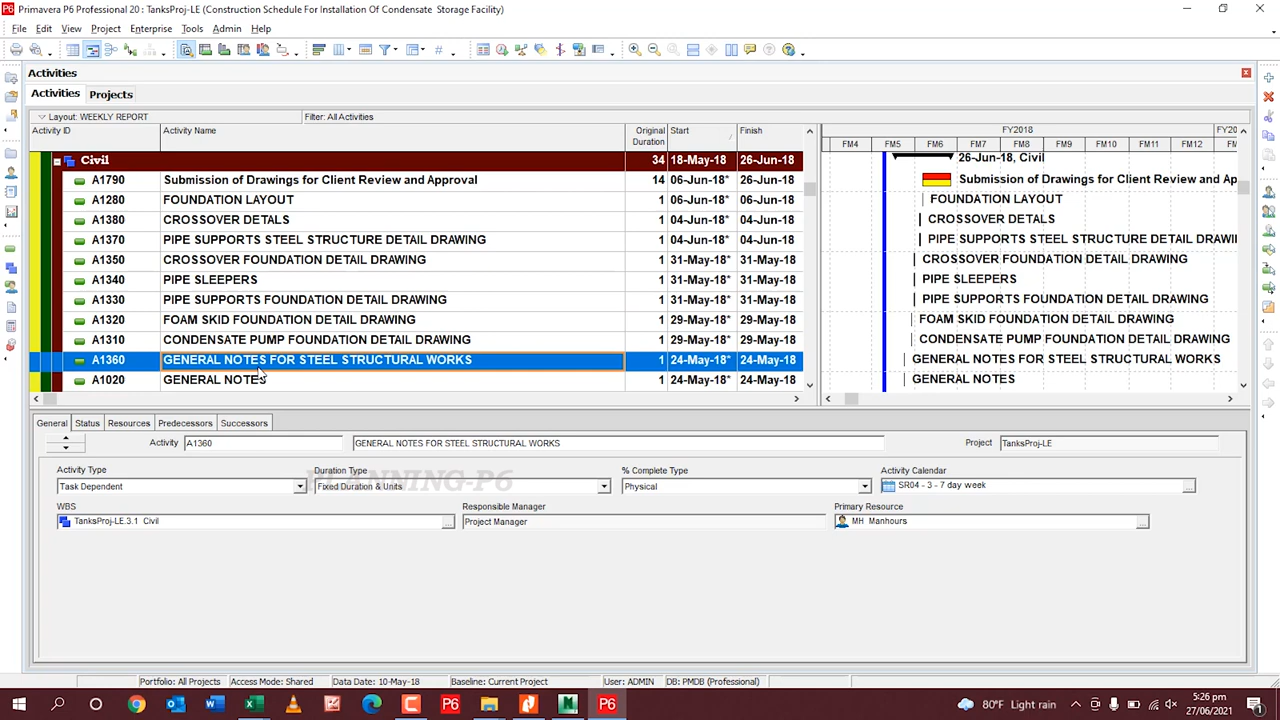 Primavera P6 Professional 20 : TanksProj-LE (Construction Schedule For Installation Of Condensate Storage Facility)
File Edit View Project Enterprise Tools Admin Help
Activities
Activities Projects
Layout: WEEKLY REPORT Filter: All Activities
Activity ID Activity Name Original Duration Start Finish FY2018 FY20
FM4 FM5 FM6 FM7 FM8 FM9 FM10 FM11 FM12 FM1
Civil 34 18-May-18 26-Jun-18 26-Jun-18, Civil
A1790 Submission of Drawings for Client Review and Approval 14 06-Jun-18* 26-Jun-18 Submission of Drawings for Client Review and Ap
A1280 FOUNDATION LAYOUT 1 06-Jun-18* 06-Jun-18 FOUNDATION LAYOUT
A1380 CROSSOVER DETALS 1 04-Jun-18* 04-Jun-18 CROSSOVER DETALS
A1370 PIPE SUPPORTS STEEL STRUCTURE DETAIL DRAWING 1 04-Jun-18* 04-Jun-18 PIPE SUPPORTS STEEL STRUCTURE DETAIL DRAWI
A1350 CROSSOVER FOUNDATION DETAIL DRAWING 1 31-May-18* 31-May-18 CROSSOVER FOUNDATION DETAIL DRAWING
A1340 PIPE SLEEPERS 1 31-May-18* 31-May-18 PIPE SLEEPERS
A1330 PIPE SUPPORTS FOUNDATION DETAIL DRAWING 1 31-May-18* 31-May-18 PIPE SUPPORTS FOUNDATION DETAIL DRAWING
A1320 FOAM SKID FOUNDATION DETAIL DRAWING 1 29-May-18* 29-May-18 FOAM SKID FOUNDATION DETAIL DRAWING
A1310 CONDENSATE PUMP FOUNDATION DETAIL DRAWING 1 29-May-18* 29-May-18 CONDENSATE PUMP FOUNDATION DETAIL DRAWING
A1360 GENERAL NOTES FOR STEEL STRUCTURAL WORKS 1 24-May-18* 24-May-18 GENERAL NOTES FOR STEEL STRUCTURAL WORKS
A1020 GENERAL NOTES 1 24-May-18* 24-May-18 GENERAL NOTES
General Status Resources Predecessors Successors
Activity A1360 GENERAL NOTES FOR STEEL STRUCTURAL WORKS Project TanksProj-LE
Activity Type Duration Type % Complete Type Activity Calendar
PLANNING-P6
Task Dependent Fixed Duration & Units Physical SR04 - 3 - 7 day week
WBS Responsible Manager Primary Resource
TanksProj-LE.3.1 Civil Project Manager MH Manhours
Portfolio: All Projects Access Mode: Shared Data Date: 10-May-18 Baseline: Current Project User: ADMIN DB: PMDB (Professional)
80°F Light rain 5:26 pm
27/06/2021